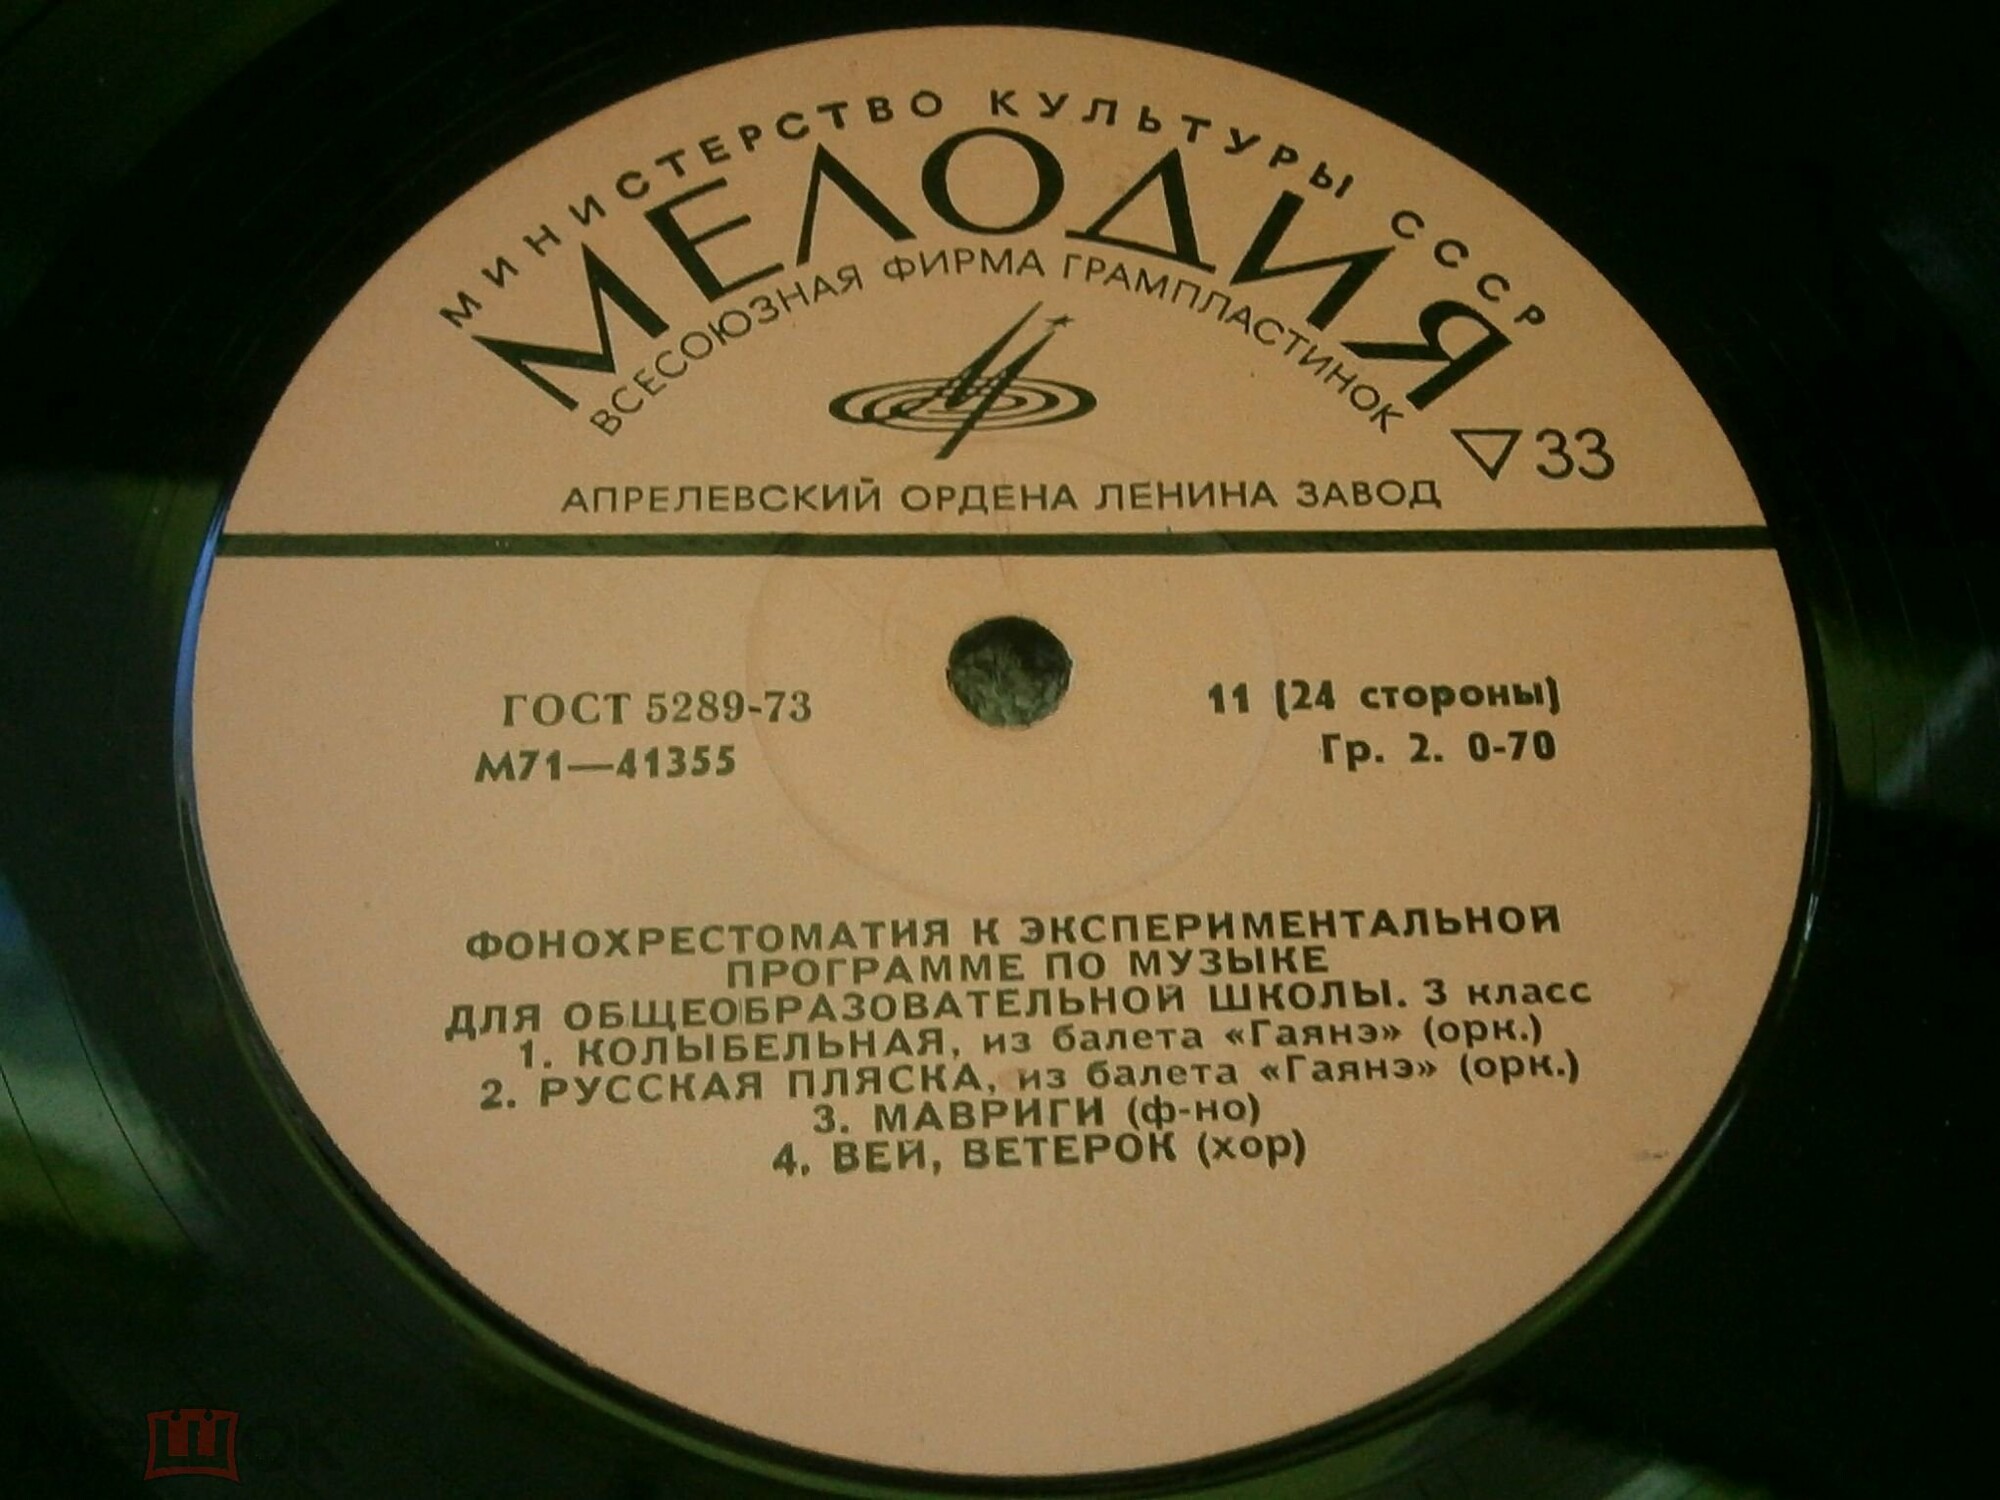 МИНИСТЕРСТВО КУЛЬТУРЫ СССР
МЕЛОДИЯ
ВСЕСОЮЗНАЯ ФИРМА ГРАМПЛАСТИНОК
33
АПРЕЛЕВСКИЙ ОРДЕНА ЛЕНИНА ЗАВОД
ГОСТ 5289-73
М71—41355
11 (24 стороны)
Гр. 2. 0-70
ФОНОХРЕСТОМАТИЯ К ЭКСПЕРИМЕНТАЛЬНОЙ
ПРОГРАММЕ ПО МУЗЫКЕ
ДЛЯ ОБЩЕОБРАЗОВАТЕЛЬНОЙ ШКОЛЫ. 3 класс
1. КОЛЫБЕЛЬНАЯ, из балета «Гаянэ» (орк.)
2. РУССКАЯ ПЛЯСКА, из балета «Гаянэ» (орк.)
3. МАВРИГИ (ф-но)
4. ВЕЙ, ВЕТЕРОК (хор)